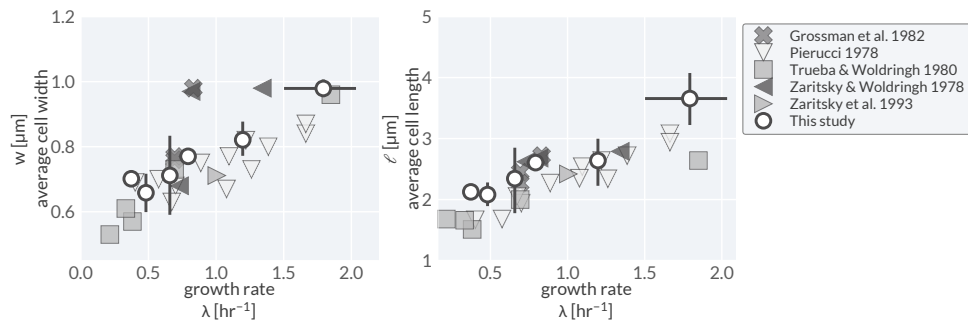 1.2
1.0
0.8
0.6
w [µm]
average cell width
0.0 0.5 1.0 1.5 2.0
growth rate
λ [hr⁻¹]
5
4
3
2
1
ℓ [µm]
average cell length
0.5 1.0 1.5 2.0
growth rate
λ [hr⁻¹]
Grossman et al. 1982
Pierucci 1978
Trueba & Woldringh 1980
Zaritsky & Woldringh 1978
Zaritsky et al. 1993
This study